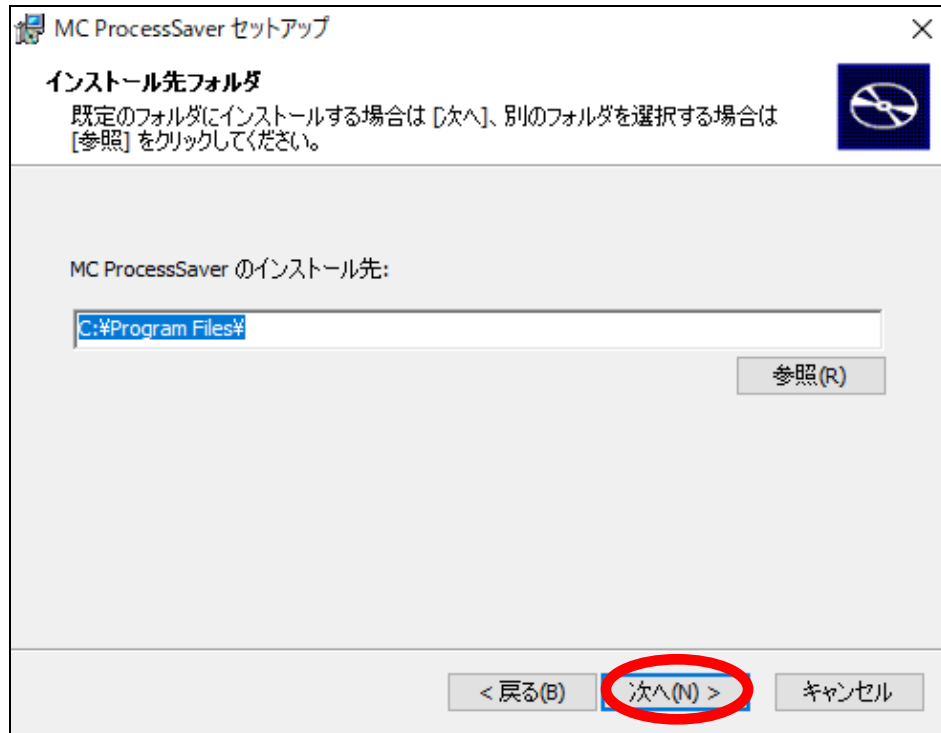 MC ProcessSaver セットアップ
インストール先フォルダ
既定のフォルダにインストールする場合は [次へ]、別のフォルダを選択する場合は
[参照] をクリックしてください。
MC ProcessSaver のインストール先:
C:¥Program Files¥
参照(R)
< 戻る(B)
次へ(N) >
キャンセル